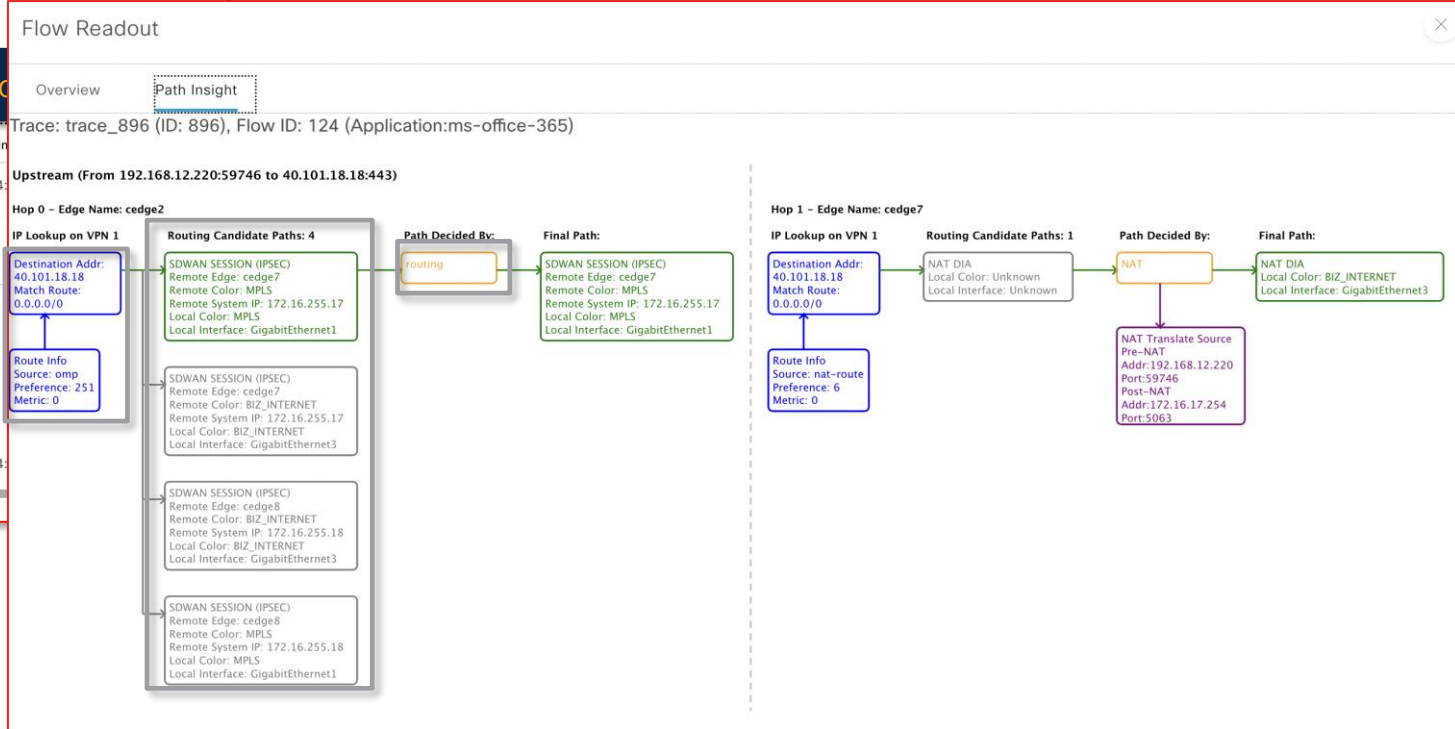 Flow Readout
Overview
Path Insight
Trace: trace_896 (ID: 896), Flow ID: 124 (Application:ms-office-365)
Upstream (From 192.168.12.220:59746 to 40.101.18.18:443)
Hop 0 - Edge Name: cedge2
IP Lookup on VPN 1
Routing Candidate Paths: 4
Path Decided By:
Final Path:
Destination Addr:
40.101.18.18
Match Route:
0.0.0.0/0
Route Info
Source: omp
Preference: 251
Metric: 0
SDWAN SESSION (IPSEC)
Remote Edge: cedge7
Remote Color: MPLS
Remote System IP: 172.16.255.17
Local Color: MPLS
Local Interface: GigabitEthernet1
SDWAN SESSION (IPSEC)
Remote Edge: cedge7
Remote Color: BIZ_INTERNET
Remote System IP: 172.16.255.17
Local Color: BIZ_INTERNET
Local Interface: GigabitEthernet3
SDWAN SESSION (IPSEC)
Remote Edge: cedge8
Remote Color: BIZ_INTERNET
Remote System IP: 172.16.255.18
Local Color: BIZ_INTERNET
Local Interface: GigabitEthernet3
SDWAN SESSION (IPSEC)
Remote Edge: cedge8
Remote Color: MPLS
Remote System IP: 172.16.255.18
Local Color: MPLS
Local Interface: GigabitEthernet1
routing
SDWAN SESSION (IPSEC)
Remote Edge: cedge7
Remote Color: MPLS
Remote System IP: 172.16.255.17
Local Color: MPLS
Local Interface: GigabitEthernet1
Hop 1 - Edge Name: cedge7
IP Lookup on VPN 1
Routing Candidate Paths: 1
Path Decided By:
Final Path:
Destination Addr:
40.101.18.18
Match Route:
0.0.0.0/0
Route Info
Source: nat-route
Preference: 6
Metric: 0
NAT DIA
Local Color: Unknown
Local Interface: Unknown
NAT
NAT Translate Source
Pre-NAT
Addr:192.168.12.220
Port:59746
Post-NAT
Addr:172.16.17.254
Port:5063
NAT DIA
Local Color: BIZ_INTERNET
Local Interface: GigabitEthernet3